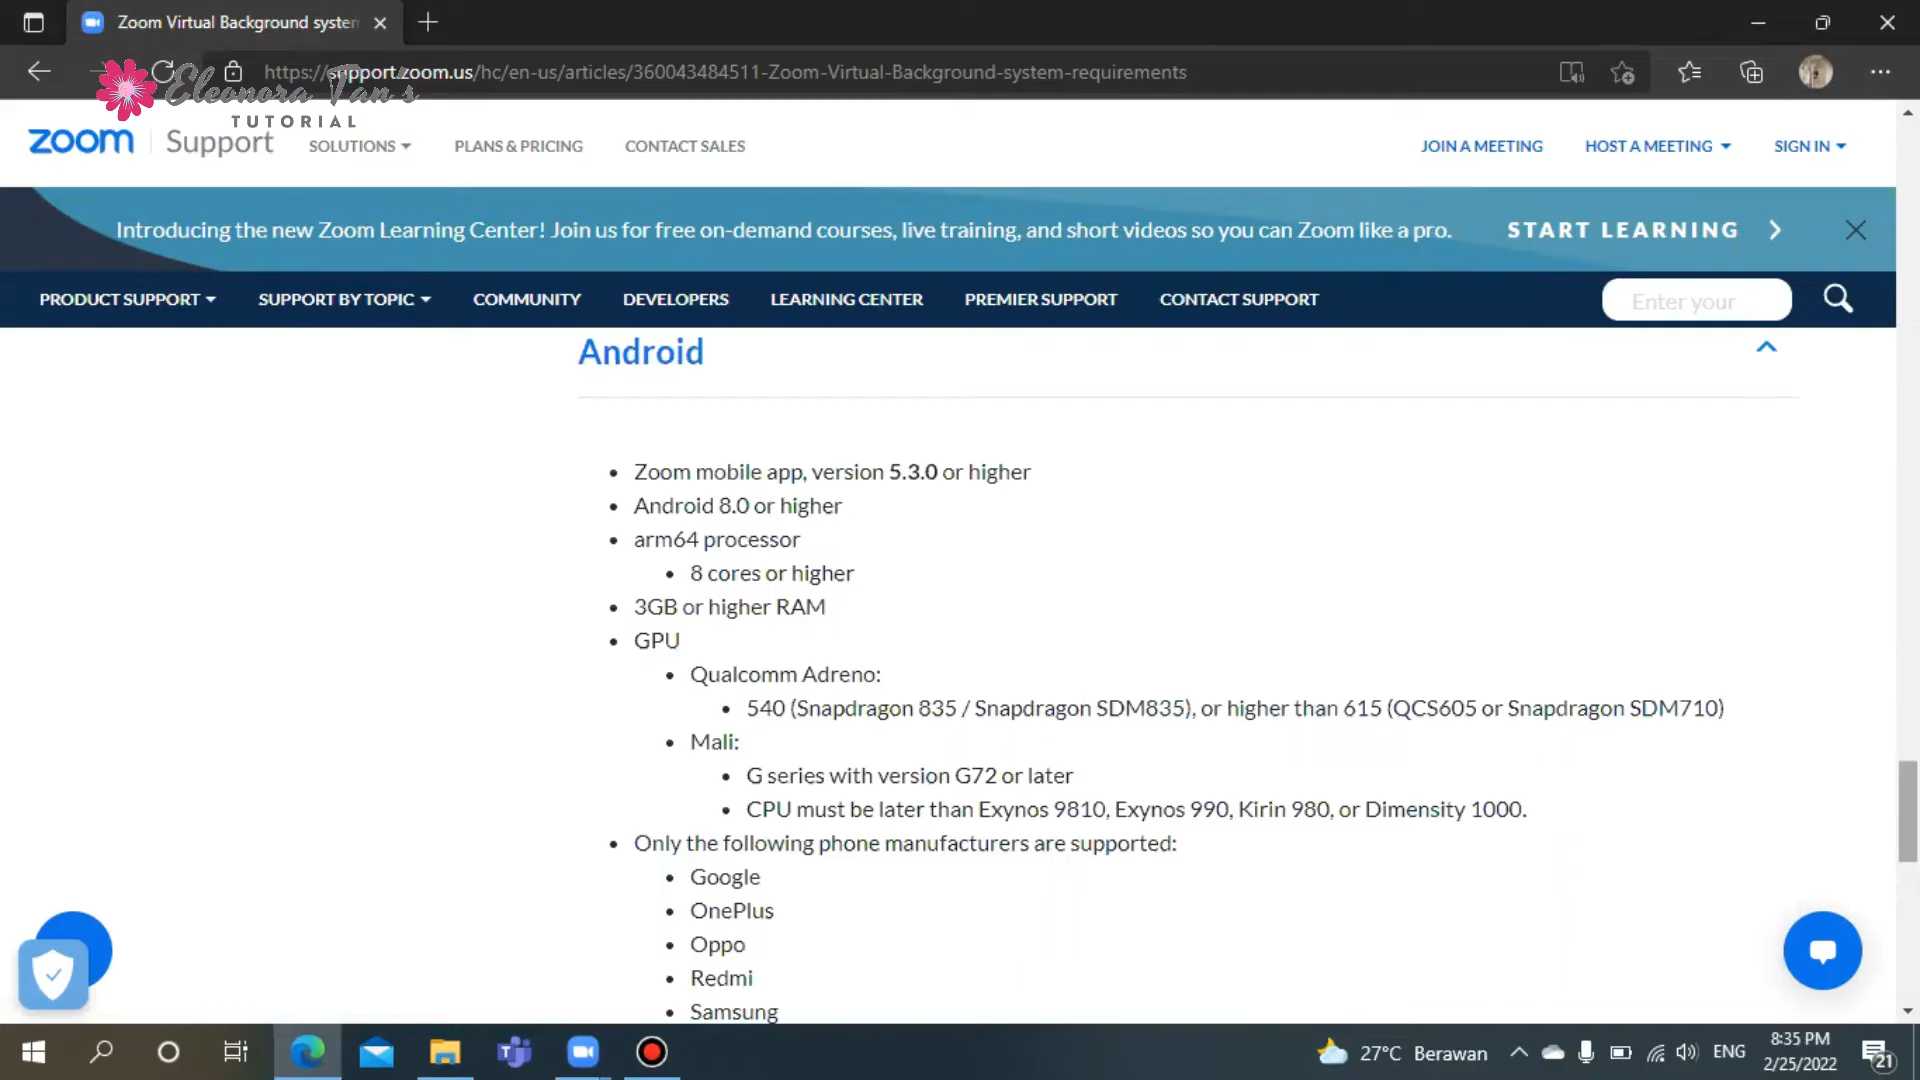 Zoom Virtual Background system
https://support.zoom.us/hc/en-us/articles/360043484511-Zoom-Virtual-Background-system-requirements
Eleonora Tan's
TUTORIAL
zoom Support SOLUTIONS PLANS & PRICING CONTACT SALES JOIN A MEETING HOST A MEETING SIGN IN
Introducing the new Zoom Learning Center! Join us for free on-demand courses, live training, and short videos so you can Zoom like a pro. START LEARNING
PRODUCT SUPPORT SUPPORT BY TOPIC COMMUNITY DEVELOPERS LEARNING CENTER PREMIER SUPPORT CONTACT SUPPORT Enter your
Android
Zoom mobile app, version 5.3.0 or higher
Android 8.0 or higher
arm64 processor
8 cores or higher
3GB or higher RAM
GPU
Qualcomm Adreno:
540 (Snapdragon 835 / Snapdragon SDM835), or higher than 615 (QCS605 or Snapdragon SDM710)
Mali:
G series with version G72 or later
CPU must be later than Exynos 9810, Exynos 990, Kirin 980, or Dimensity 1000.
Only the following phone manufacturers are supported:
Google
OnePlus
Oppo
Redmi
Samsung
27°C Berawan ENG 8:35 PM
2/25/2022 21